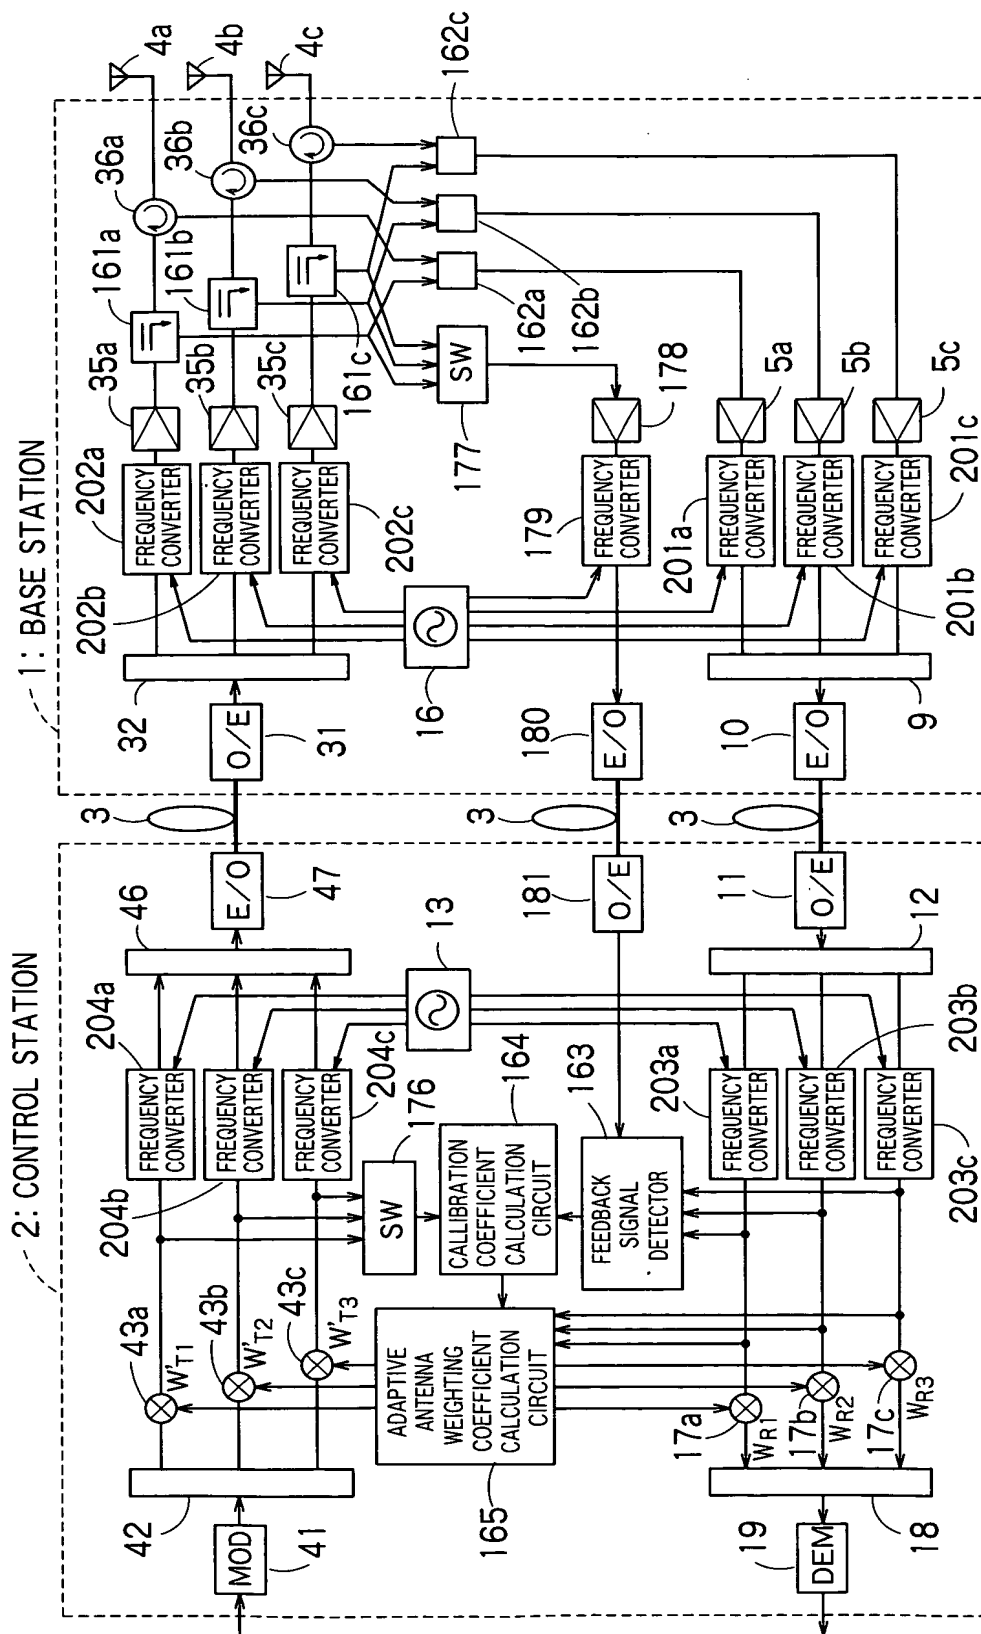 2: CONTROL STATION
1: BASE STATION
MOD
41
42
43a
W'T1
43b
W'T2
43c
W'T3
204a
FREQUENCY
CONVERTER
204b
FREQUENCY
CONVERTER
204c
FREQUENCY
CONVERTER
46
E/O
47
3
O/E
31
32
202a
FREQUENCY
CONVERTER
202b
FREQUENCY
CONVERTER
202c
FREQUENCY
CONVERTER
35a
35b
35c
161a
161b
161c
36a
36b
36c
4a
4b
4c
SW
176
13
16
SW
177
162a
162b
162c
ADAPTIVE
ANTENNA
WEIGHTING
COEFFICIENT
CALCULATION
CIRCUIT
165
CALLIBRATION
COEFFICIENT
CALCULATION
CIRCUIT
164
FEEDBACK
SIGNAL
DETECTOR
163
O/E
181
3
E/O
180
FREQUENCY
CONVERTER
179
178
DEM
19
18
17a
WR1
17b
WR2
17c
WR3
203a
FREQUENCY
CONVERTER
203b
FREQUENCY
CONVERTER
203c
FREQUENCY
CONVERTER
12
O/E
11
3
E/O
10
9
201a
FREQUENCY
CONVERTER
201b
FREQUENCY
CONVERTER
201c
FREQUENCY
CONVERTER
5a
5b
5c